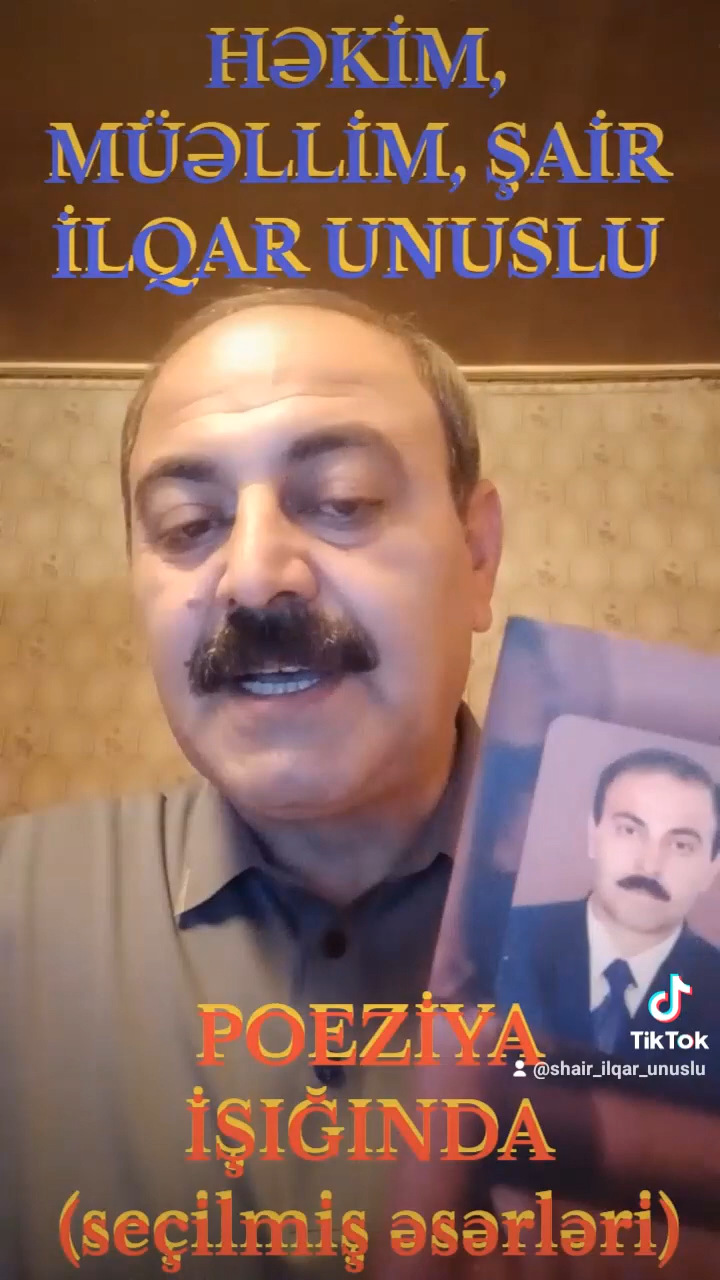 HƏKİM,
MÜƏLLİM, ŞAİR
İLQAR UNUSLU
TikTok
@shair_ilqar_unuslu
POEZİYA
İŞIĞINDA
(seçilmiş əsərləri)